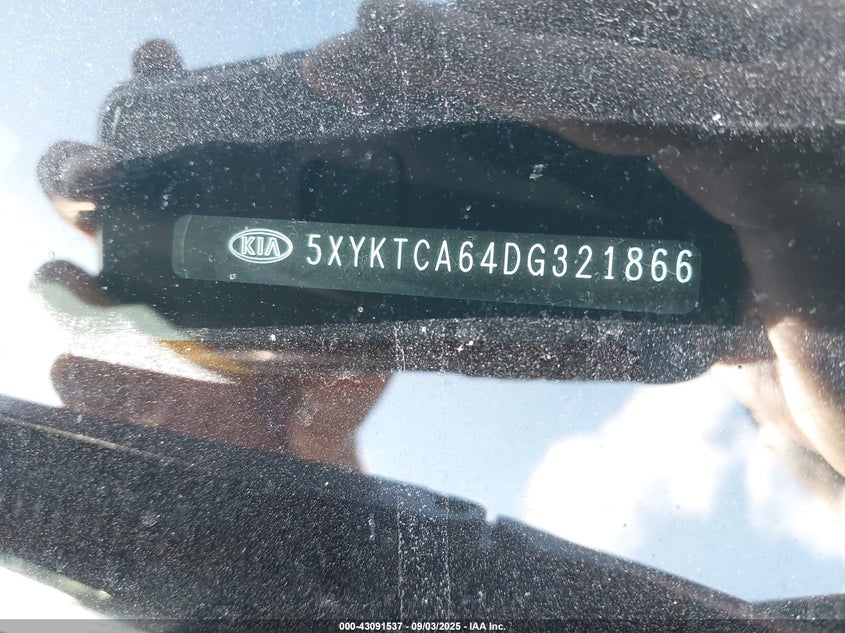 KIA 5XYKTCA64DG321866
000-43091537 - 09/03/2025 - IAA Inc.